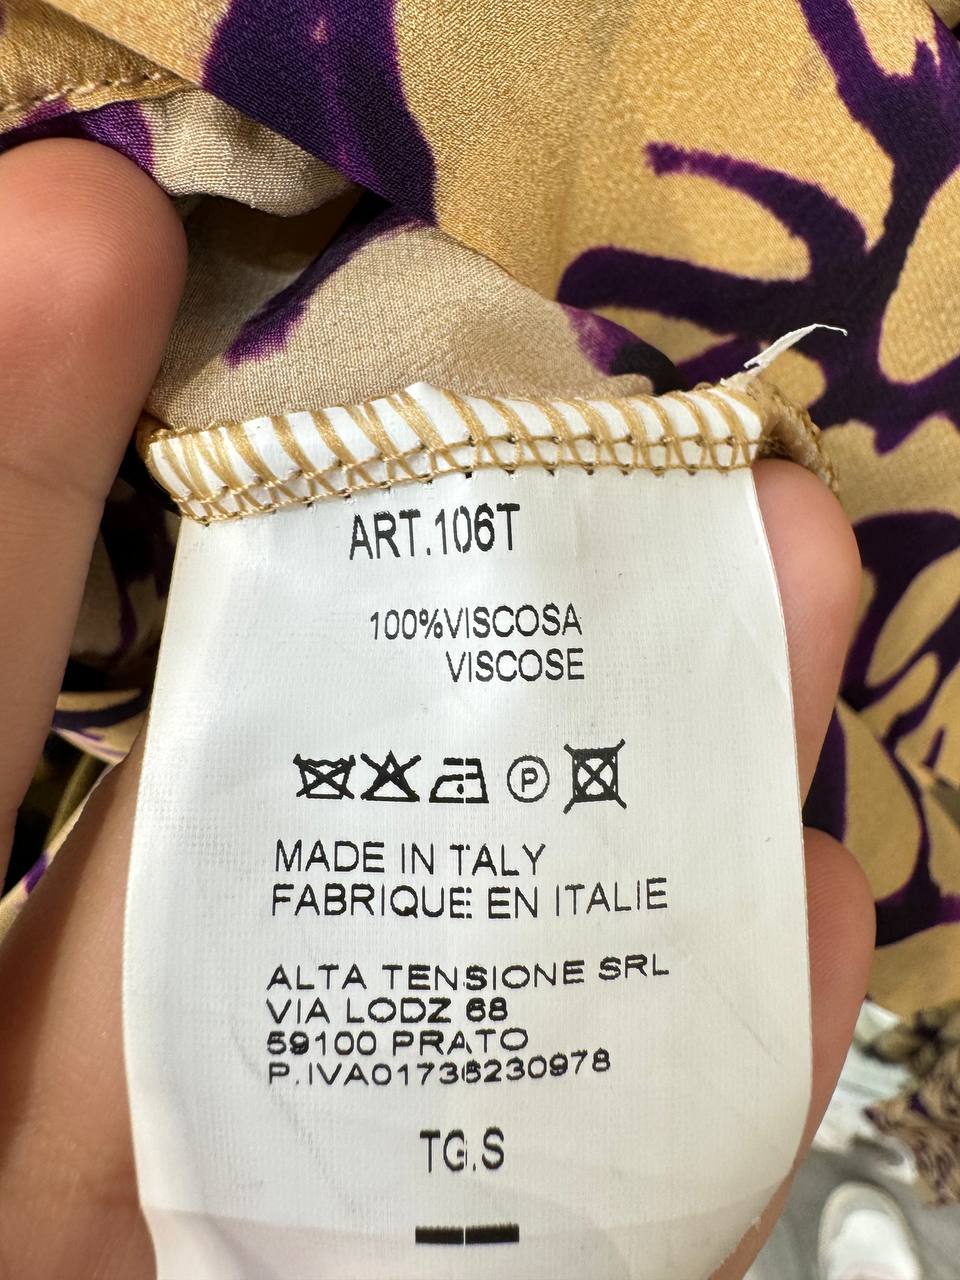 ART.106T
100%VISCOSA
VISCOSE
P
MADE IN ITALY
FABRIQUE EN ITALIE
ALTA TENSIONE SRL
VIA LODZ 68
59100 PRATO
P.IVA01736230978
TG.S